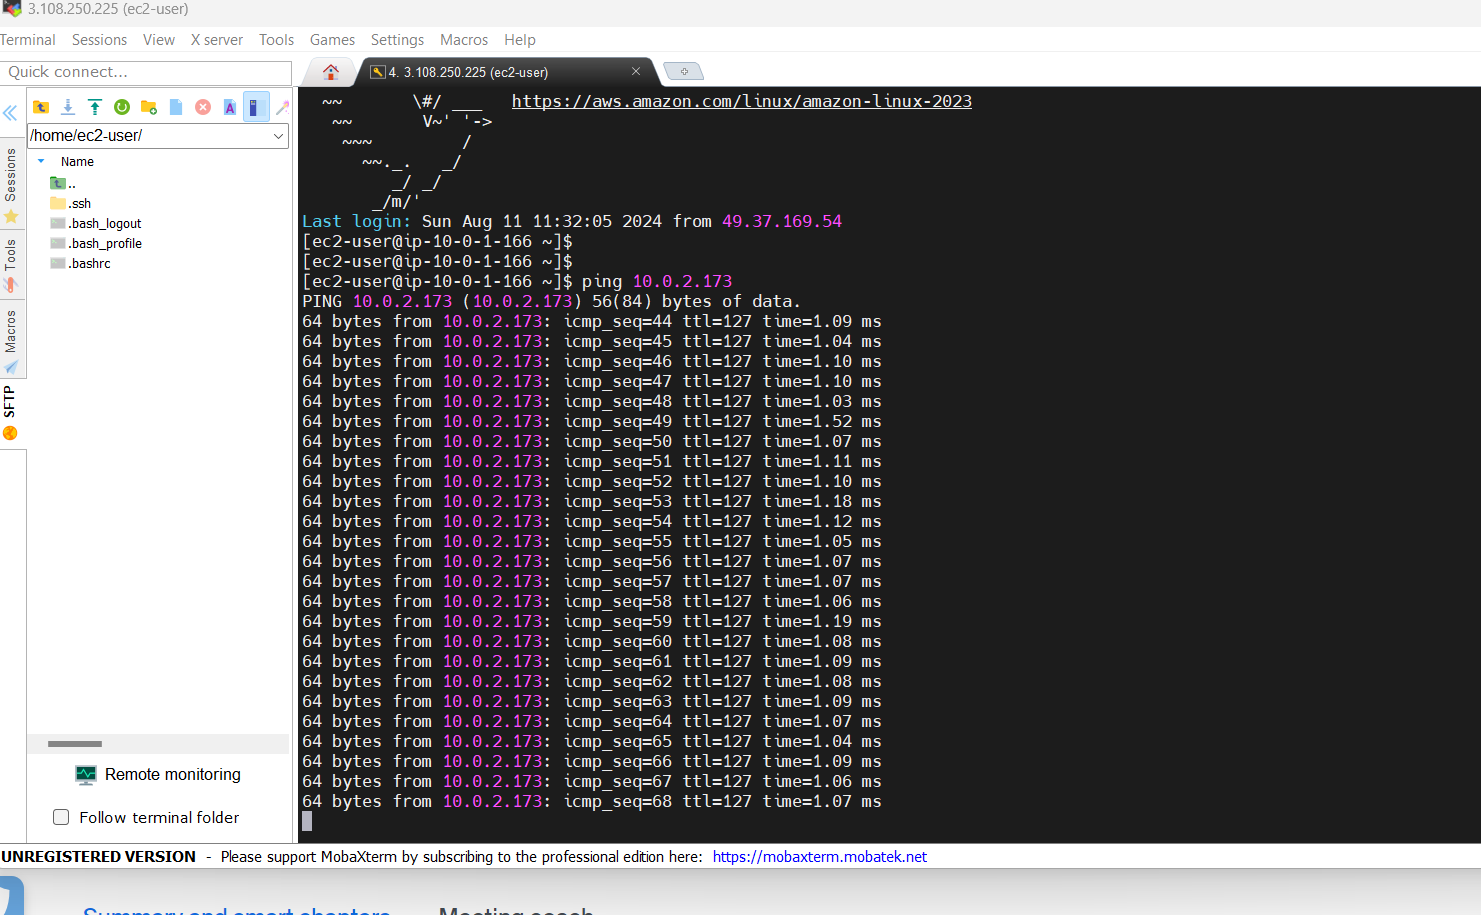 3.108.250.225 (ec2-user)
Terminal Sessions View X server Tools Games Settings Macros Help
Quick connect...
4. 3.108.250.225 (ec2-user)
/home/ec2-user/
Name
..
.ssh
.bash_logout
.bash_profile
.bashrc
Sessions
Tools
Macros
SFTP
Remote monitoring
Follow terminal folder
~~ \#/ ___ https://aws.amazon.com/linux/amazon-linux-2023
~~ V~' '->
~~~ /
~~._. _/
_/ _/
_/m/'
Last login: Sun Aug 11 11:32:05 2024 from 49.37.169.54
[ec2-user@ip-10-0-1-166 ~]$
[ec2-user@ip-10-0-1-166 ~]$
[ec2-user@ip-10-0-1-166 ~]$ ping 10.0.2.173
PING 10.0.2.173 (10.0.2.173) 56(84) bytes of data.
64 bytes from 10.0.2.173: icmp_seq=44 ttl=127 time=1.09 ms
64 bytes from 10.0.2.173: icmp_seq=45 ttl=127 time=1.04 ms
64 bytes from 10.0.2.173: icmp_seq=46 ttl=127 time=1.10 ms
64 bytes from 10.0.2.173: icmp_seq=47 ttl=127 time=1.10 ms
64 bytes from 10.0.2.173: icmp_seq=48 ttl=127 time=1.03 ms
64 bytes from 10.0.2.173: icmp_seq=49 ttl=127 time=1.52 ms
64 bytes from 10.0.2.173: icmp_seq=50 ttl=127 time=1.07 ms
64 bytes from 10.0.2.173: icmp_seq=51 ttl=127 time=1.11 ms
64 bytes from 10.0.2.173: icmp_seq=52 ttl=127 time=1.10 ms
64 bytes from 10.0.2.173: icmp_seq=53 ttl=127 time=1.18 ms
64 bytes from 10.0.2.173: icmp_seq=54 ttl=127 time=1.12 ms
64 bytes from 10.0.2.173: icmp_seq=55 ttl=127 time=1.05 ms
64 bytes from 10.0.2.173: icmp_seq=56 ttl=127 time=1.07 ms
64 bytes from 10.0.2.173: icmp_seq=57 ttl=127 time=1.07 ms
64 bytes from 10.0.2.173: icmp_seq=58 ttl=127 time=1.06 ms
64 bytes from 10.0.2.173: icmp_seq=59 ttl=127 time=1.19 ms
64 bytes from 10.0.2.173: icmp_seq=60 ttl=127 time=1.08 ms
64 bytes from 10.0.2.173: icmp_seq=61 ttl=127 time=1.09 ms
64 bytes from 10.0.2.173: icmp_seq=62 ttl=127 time=1.08 ms
64 bytes from 10.0.2.173: icmp_seq=63 ttl=127 time=1.09 ms
64 bytes from 10.0.2.173: icmp_seq=64 ttl=127 time=1.07 ms
64 bytes from 10.0.2.173: icmp_seq=65 ttl=127 time=1.04 ms
64 bytes from 10.0.2.173: icmp_seq=66 ttl=127 time=1.09 ms
64 bytes from 10.0.2.173: icmp_seq=67 ttl=127 time=1.06 ms
64 bytes from 10.0.2.173: icmp_seq=68 ttl=127 time=1.07 ms
UNREGISTERED VERSION - Please support MobaXterm by subscribing to the professional edition here: https://mobaxterm.mobatek.net
Summary and smart chapters Meeting coach